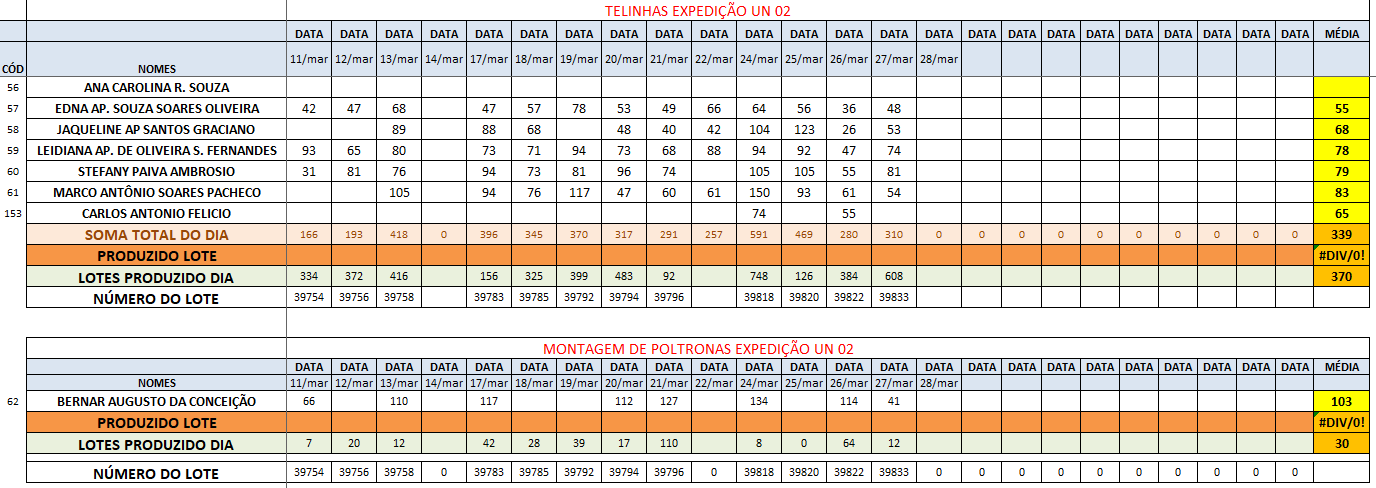 TELINHAS EXPEDIÇÃO UN 02
DATA DATA DATA DATA DATA DATA DATA DATA DATA DATA DATA DATA DATA DATA DATA DATA DATA DATA DATA DATA DATA DATA DATA MÉDIA
CÓD NOMES 11/mar 12/mar 13/mar 14/mar 17/mar 18/mar 19/mar 20/mar 21/mar 22/mar 24/mar 25/mar 26/mar 27/mar 28/mar
56 ANA CAROLINA R. SOUZA
57 EDNA AP. SOUZA SOARES OLIVEIRA 42 47 68 47 57 78 53 49 66 64 56 36 48 55
58 JAQUELINE AP SANTOS GRACIANO 89 88 68 48 40 42 104 123 26 53 68
59 LEIDIANA AP. DE OLIVEIRA S. FERNANDES 93 65 80 73 71 94 73 68 88 94 92 47 74 78
60 STEFANY PAIVA AMBROSIO 31 81 76 94 73 81 96 74 105 105 55 81 79
61 MARCO ANTÔNIO SOARES PACHECO 105 94 76 117 47 60 61 150 93 61 54 83
153 CARLOS ANTONIO FELICIO 74 55 65
SOMA TOTAL DO DIA 166 193 418 0 396 345 370 317 291 257 591 469 280 310 0 0 0 0 0 0 0 0 0 339
PRODUZIDO LOTE #DIV/0!
LOTES PRODUZIDO DIA 334 372 416 156 325 399 483 92 748 126 384 608 370
NÚMERO DO LOTE 39754 39756 39758 39783 39785 39792 39794 39796 39818 39820 39822 39833
MONTAGEM DE POLTRONAS EXPEDIÇÃO UN 02
DATA DATA DATA DATA DATA DATA DATA DATA DATA DATA DATA DATA DATA DATA DATA DATA DATA DATA DATA DATA DATA DATA DATA MÉDIA
NOMES 11/mar 12/mar 13/mar 14/mar 17/mar 18/mar 19/mar 20/mar 21/mar 22/mar 24/mar 25/mar 26/mar 27/mar 28/mar
62 BERNAR AUGUSTO DA CONCEIÇÃO 66 110 117 112 127 134 114 41 103
PRODUZIDO LOTE #DIV/0!
LOTES PRODUZIDO DIA 7 20 12 42 28 39 17 110 8 0 64 12 30
NÚMERO DO LOTE 39754 39756 39758 0 39783 39785 39792 39794 39796 0 39818 39820 39822 39833 0 0 0 0 0 0 0 0